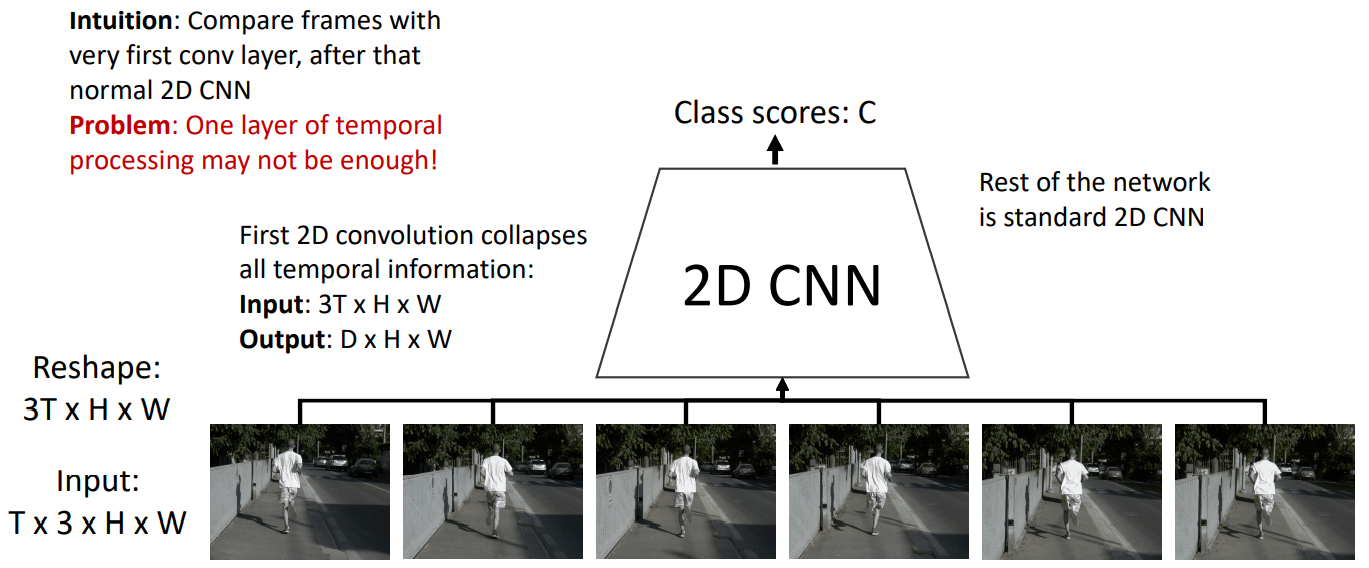 Intuition: Compare frames with
very first conv layer, after that
normal 2D CNN
Problem: One layer of temporal
processing may not be enough!
Class scores: C
Rest of the network
is standard 2D CNN
First 2D convolution collapses
all temporal information:
Input: 3T x H x W
Output: D x H x W
2D CNN
Reshape:
3T x H x W
Input:
T x 3 x H x W